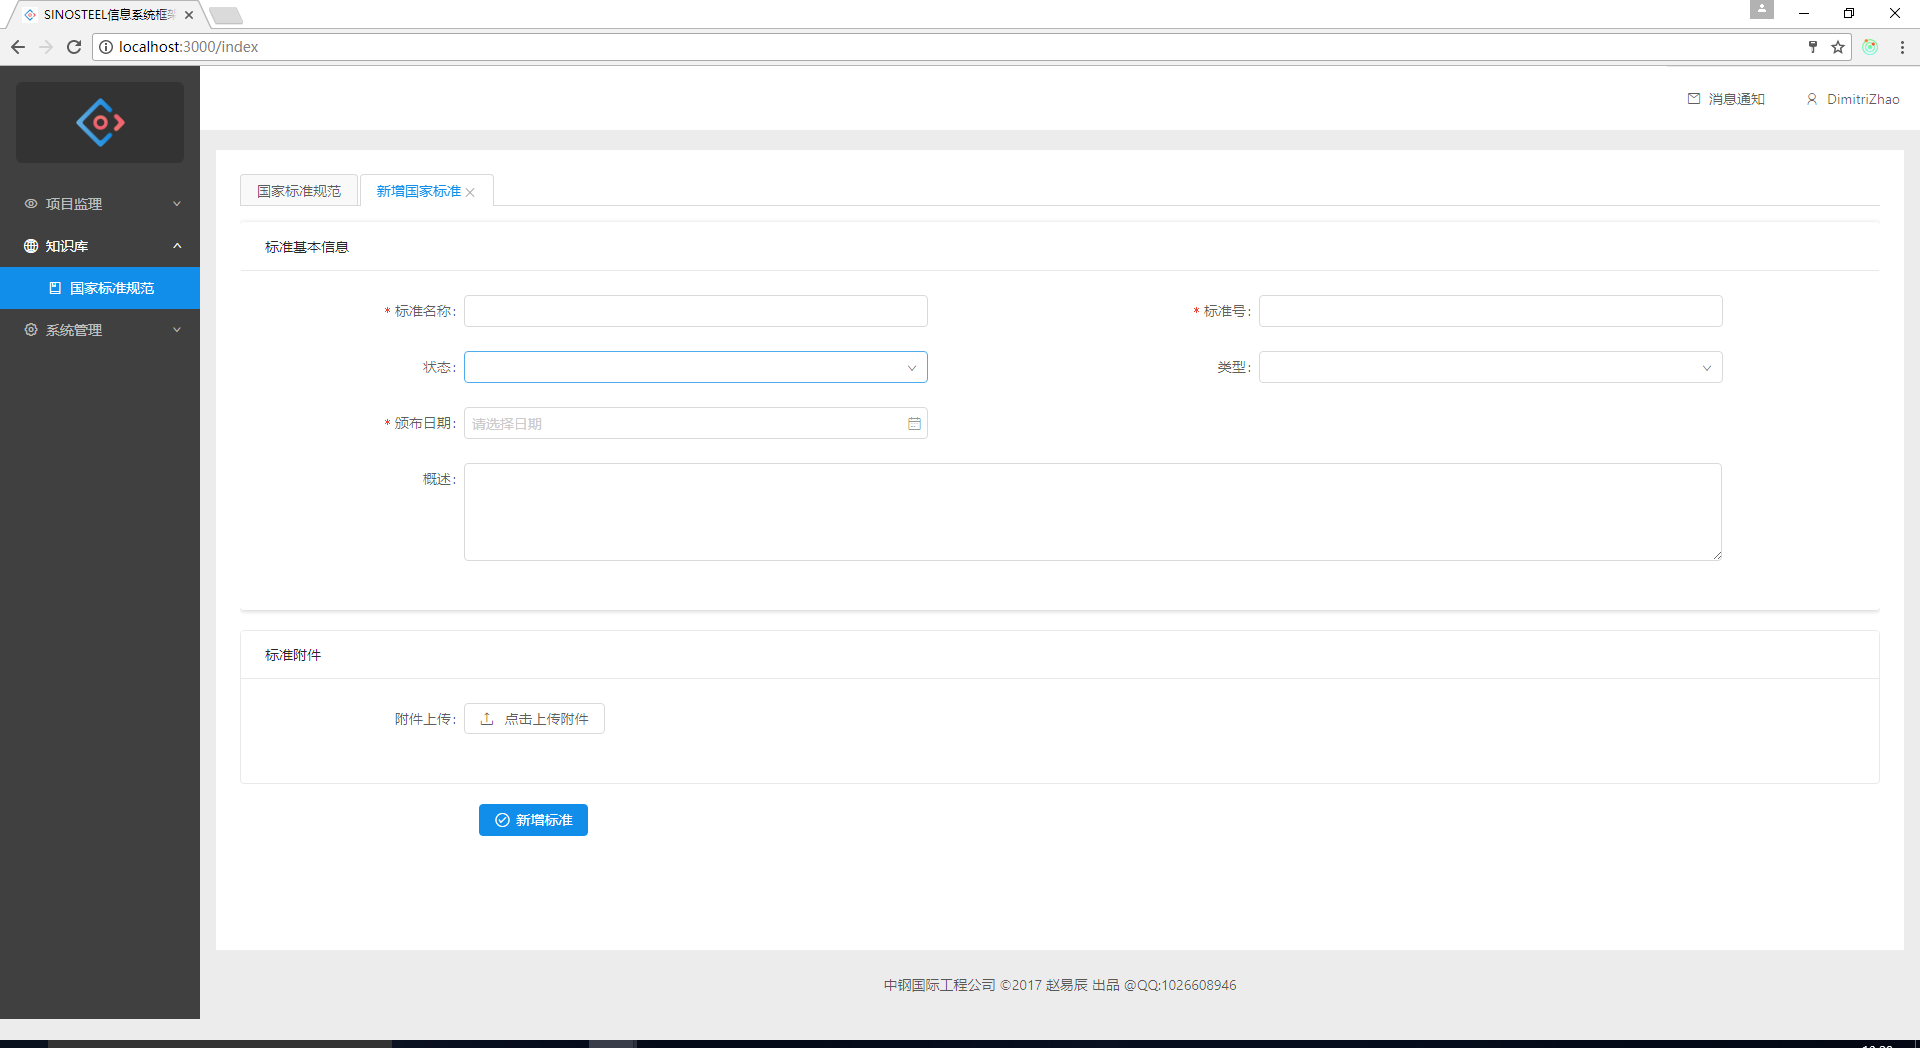 SINOSTEEL信息系统框架
localhost:3000/index
消息通知
DimitriZhao
项目监理
知识库
国家标准规范
系统管理
国家标准规范
新增国家标准
标准基本信息
* 标准名称:
* 标准号:
状态:
类型:
* 颁布日期:
请选择日期
概述:
标准附件
附件上传:
点击上传附件
新增标准
中钢国际工程公司 ©2017 赵易辰 出品 @QQ:1026608946